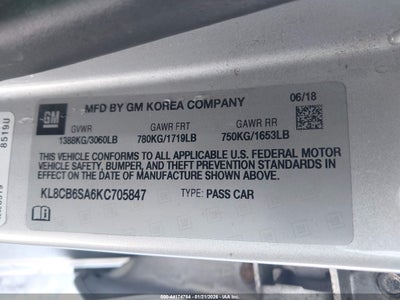 GM
MFD BY GM KOREA COMPANY
06/18
GVWR GAWR FRT GAWR RR
1388KG/3060LB 780KG/1719LB 750KG/1653LB
THIS VEHICLE CONFORMS TO ALL APPLICABLE U.S. FEDERAL MOTOR
VEHICLE SAFETY, BUMPER, AND THEFT PREVENTION STANDARDS IN
EFFECT ON THE DATE OF MANUFACTURE SHOWN ABOVE.
KL8CB6SA6KC705847 TYPE: PASS CAR
8519U